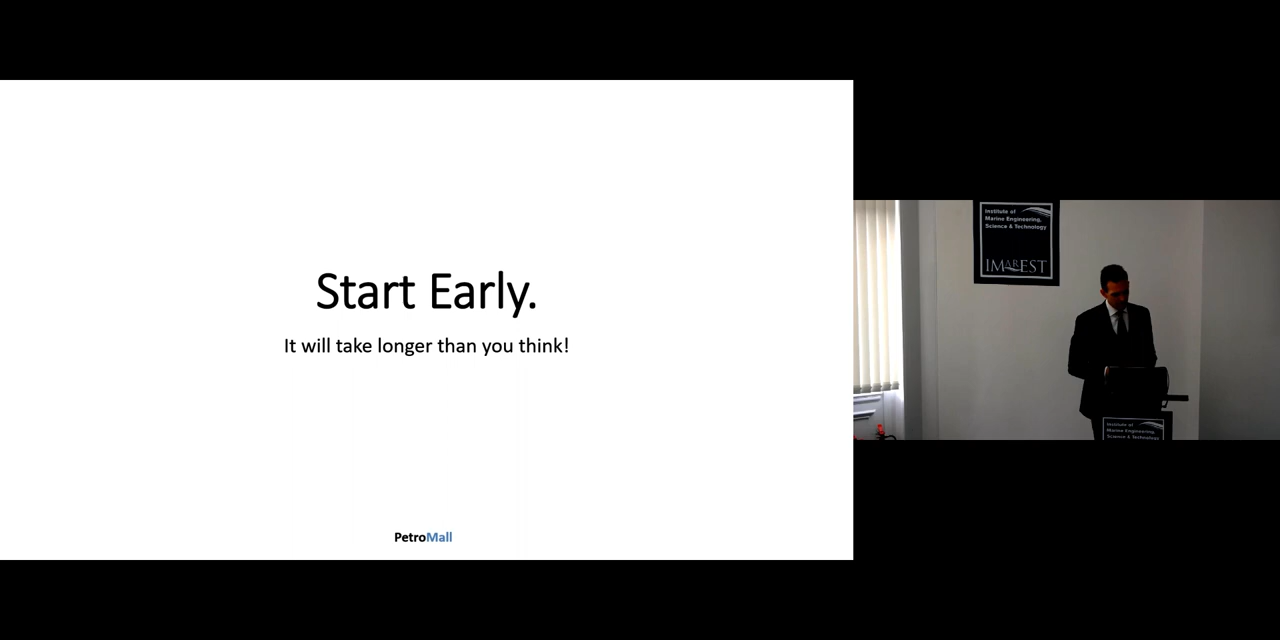 Start Early.
It will take longer than you think!
PetroMall
Institute of
Marine Engineering,
Science & Technology
IMarEST
Institute of
Marine Engineering,
Science & Technology